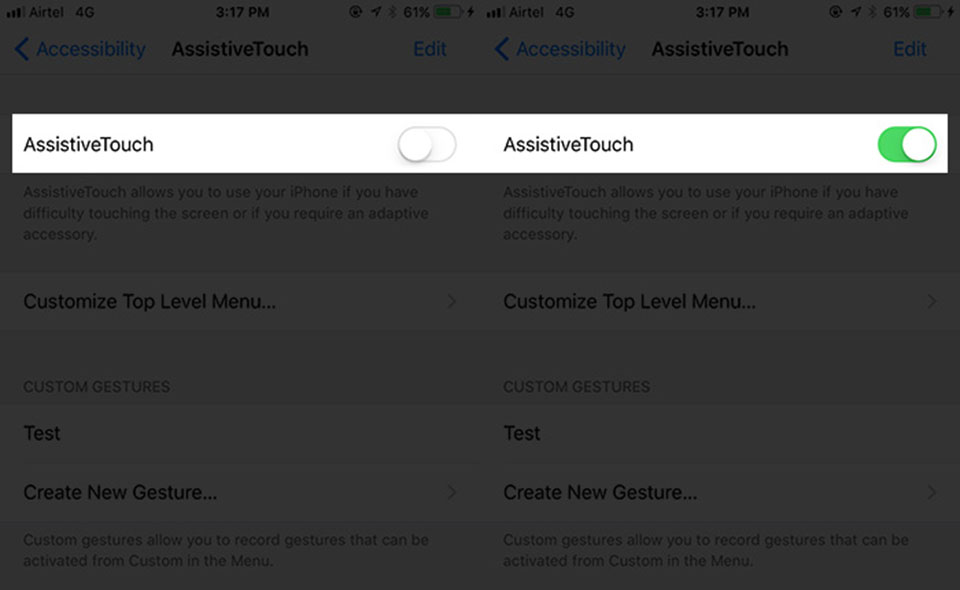 Airtel 4G 3:17 PM 61%
Accessibility AssistiveTouch Edit
AssistiveTouch
AssistiveTouch allows you to use your iPhone if you have
difficulty touching the screen or if you require an adaptive
accessory.
Customize Top Level Menu...
CUSTOM GESTURES
Test
Create New Gesture...
Custom gestures allow you to record gestures that can be
activated from Custom in the Menu.
Airtel 4G 3:17 PM 61%
Accessibility AssistiveTouch Edit
AssistiveTouch
AssistiveTouch allows you to use your iPhone if you have
difficulty touching the screen or if you require an adaptive
accessory.
Customize Top Level Menu...
CUSTOM GESTURES
Test
Create New Gesture...
Custom gestures allow you to record gestures that can be
activated from Custom in the Menu.